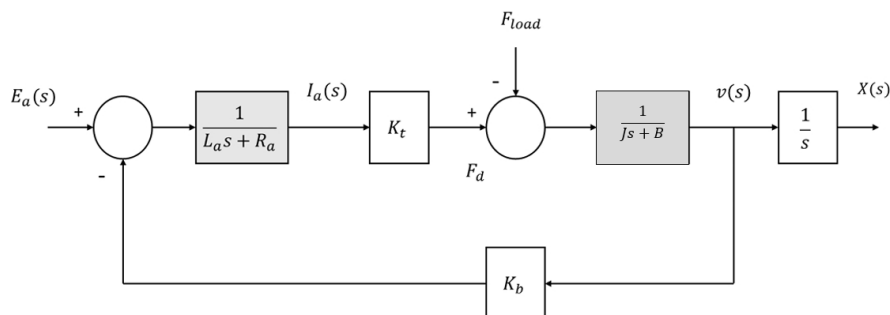 F_load
-
E_a(s)
+
1
L_a s + R_a
I_a(s)
K_t
+
F_d
1
Js + B
v(s)
1
s
X(s)
-
K_b